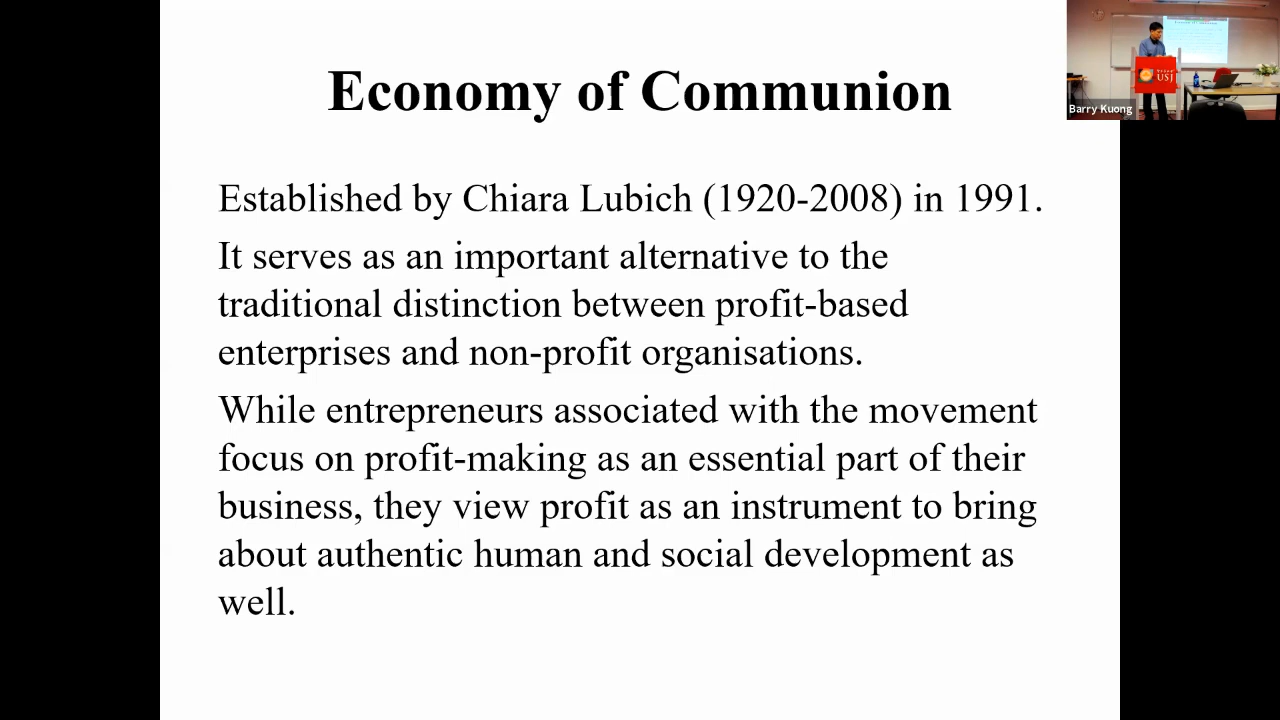 Economy of Communion
Established by Chiara Lubich (1920-2008) in 1991.
It serves as an important alternative to the
traditional distinction between profit-based
enterprises and non-profit organisations.
While entrepreneurs associated with the movement
focus on profit-making as an essential part of their
business, they view profit as an instrument to bring
about authentic human and social development as
well.
USJ
Barry Kuong